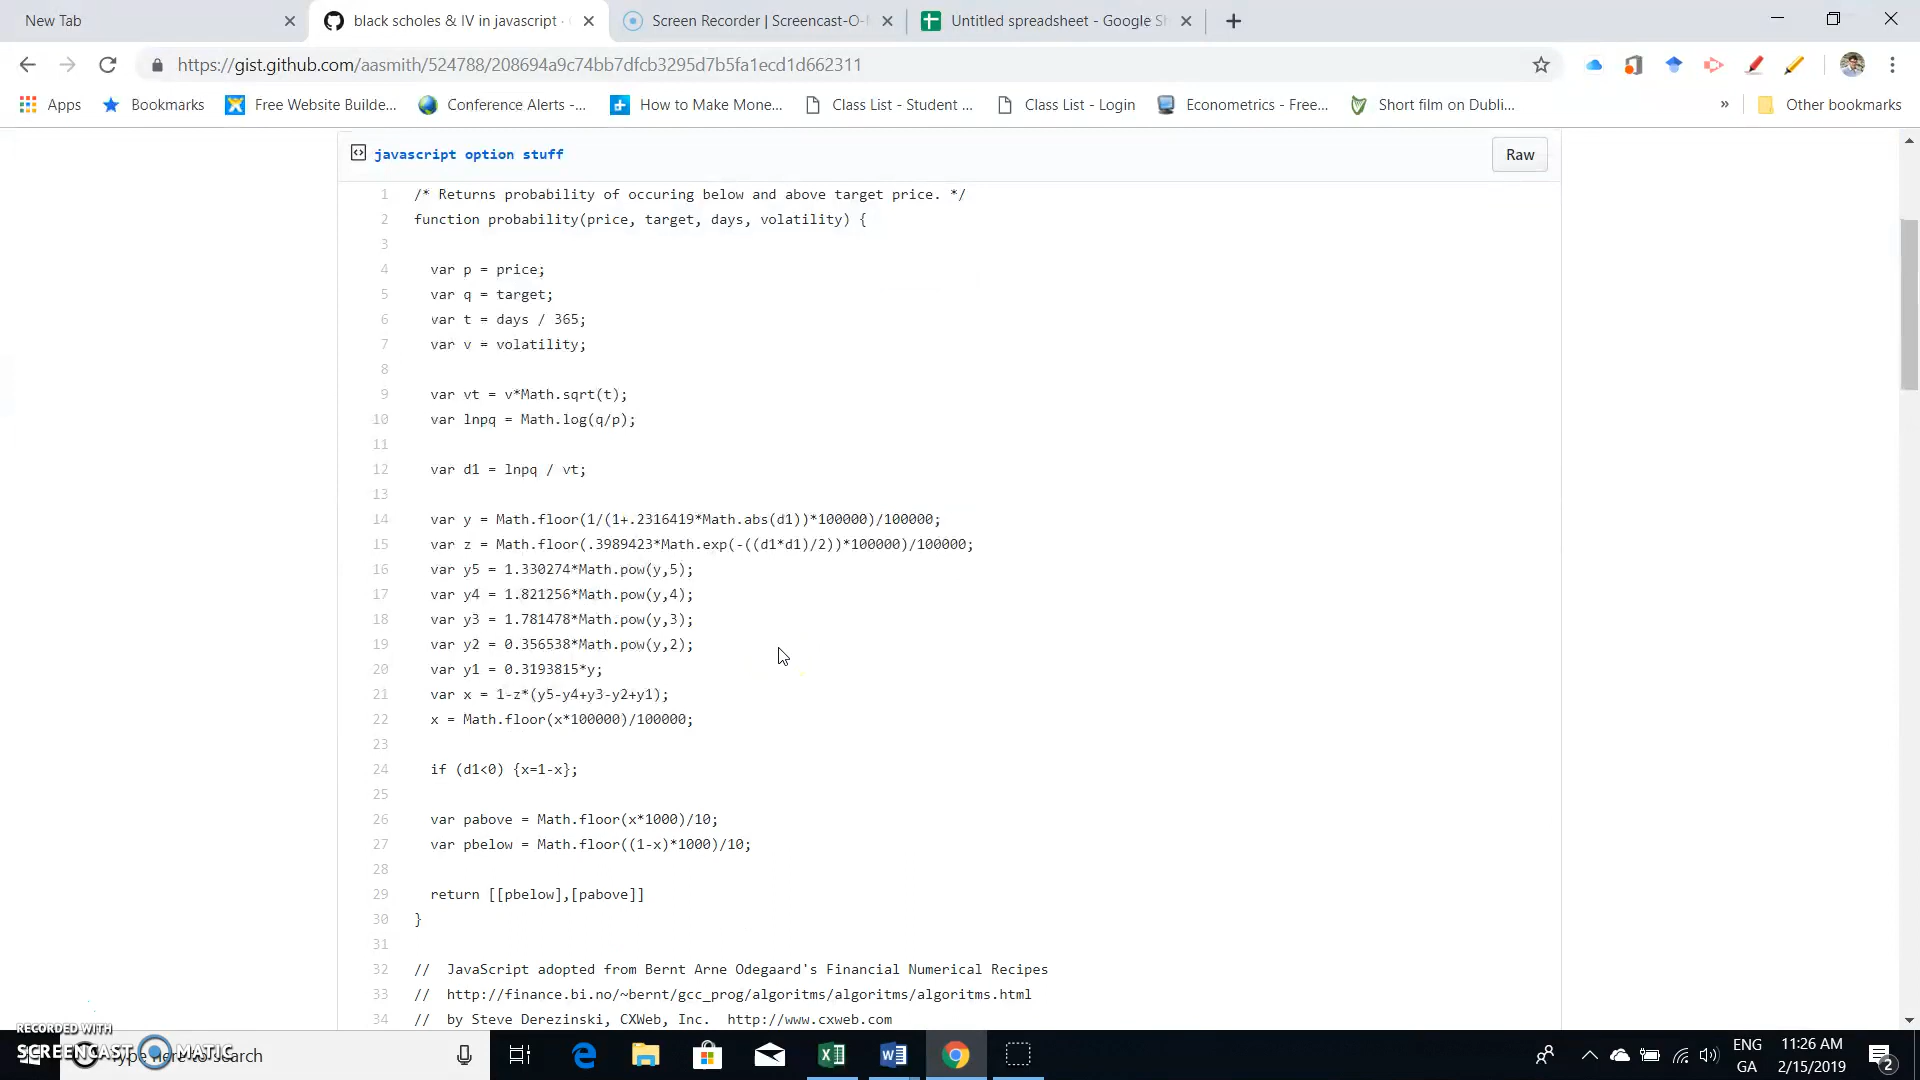 New Tab
black scholes & IV in javascript ·
Screen Recorder | Screencast-O-
Untitled spreadsheet - Google Sh
https://gist.github.com/aasmith/524788/208694a9c74bb7dfcb3295d7b5fa1ecd1d662311
Apps
Bookmarks
Free Website Builde...
Conference Alerts -...
How to Make Mone...
Class List - Student ...
Class List - Login
Econometrics - Free...
Short film on Dubli...
»
Other bookmarks
javascript option stuff
Raw
1 /* Returns probability of occuring below and above target price. */
2 function probability(price, target, days, volatility) {
3
4 var p = price;
5 var q = target;
6 var t = days / 365;
7 var v = volatility;
8
9 var vt = v*Math.sqrt(t);
10 var lnpq = Math.log(q/p);
11
12 var d1 = lnpq / vt;
13
14 var y = Math.floor(1/(1+.2316419*Math.abs(d1))*100000)/100000;
15 var z = Math.floor(.3989423*Math.exp(-((d1*d1)/2))*100000)/100000;
16 var y5 = 1.330274*Math.pow(y,5);
17 var y4 = 1.821256*Math.pow(y,4);
18 var y3 = 1.781478*Math.pow(y,3);
19 var y2 = 0.356538*Math.pow(y,2);
20 var y1 = 0.3193815*y;
21 var x = 1-z*(y5-y4+y3-y2+y1);
22 x = Math.floor(x*100000)/100000;
23
24 if (d1<0) {x=1-x};
25
26 var pabove = Math.floor(x*1000)/10;
27 var pbelow = Math.floor((1-x)*1000)/10;
28
29 return [[pbelow],[pabove]]
30 }
31
32 // JavaScript adopted from Bernt Arne Odegaard's Financial Numerical Recipes
33 // http://finance.bi.no/~bernt/gcc_prog/algoritms/algoritms/algoritms.html
34 // by Steve Derezinski, CXWeb, Inc. http://www.cxweb.com
RECORDED WITH
SCREENCAST MATIC
Type here to search
ENG
GA
11:26 AM
2/15/2019
2